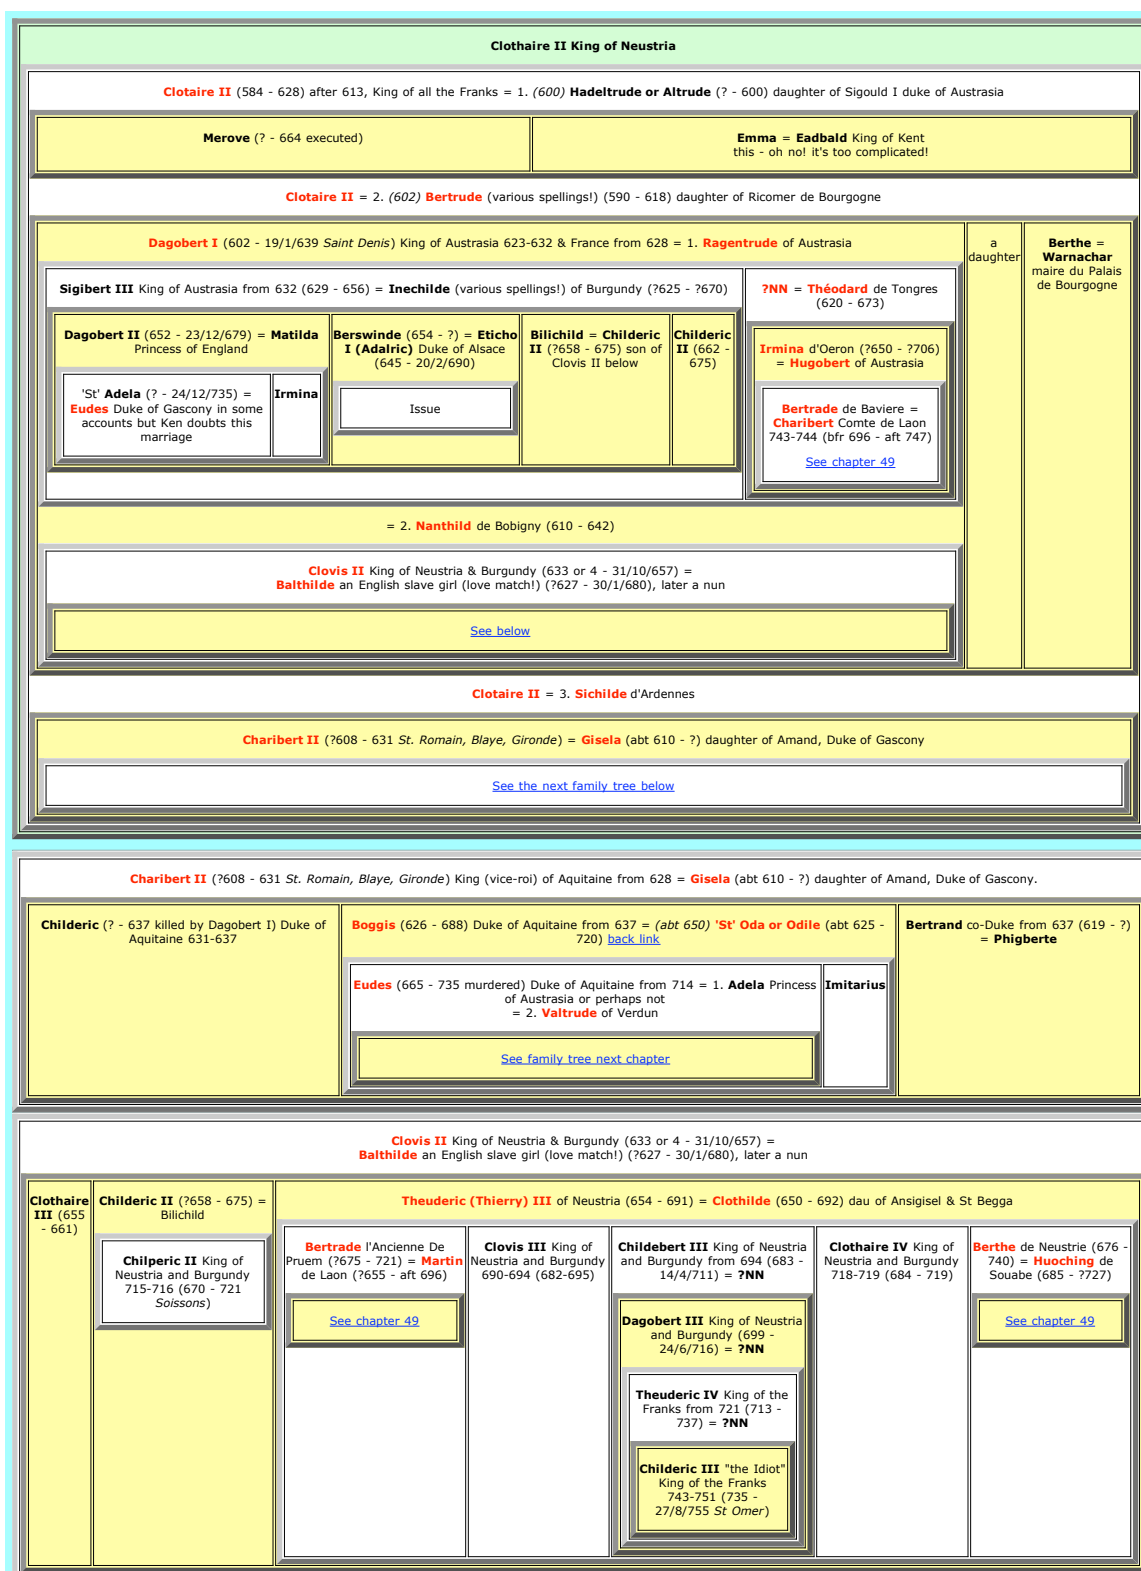 Clothaire II King of Neustria
Clotaire II (584 - 628) after 613, King of all the Franks = 1. (600) Hadeltrude or Altrude (? - 600) daughter of Sigould I duke of Austrasia
Merove (? - 664 executed)
Emma = Eadbald King of Kent
this - oh no! it's too complicated!
Clotaire II = 2. (602) Bertrude (various spellings!) (590 - 618) daughter of Ricomer de Bourgogne
Dagobert I (602 - 19/1/639 Saint Denis) King of Austrasia 623-632 & France from 628 = 1. Ragentrude of Austrasia
Sigibert III King of Austrasia from 632 (629 - 656) = Inechilde (various spellings!) of Burgundy (?625 - ?670)
Dagobert II (652 - 23/12/679) = Matilda
Princess of England
'St' Adela (? - 24/12/735) =
Eudes Duke of Gascony in some
accounts but Ken doubts this
marriage
Irmina
Berswinde (654 - ?) = Eticho
I (Adalric) Duke of Alsace
(645 - 20/2/690)
Issue
Bilichild = Childeric
II (?658 - 675) son of
Clovis II below
Childeric
II (662 -
675)
?NN = Théodard de Tongres
(620 - 673)
Irmina d'Oeron (?650 - ?706)
= Hugobert of Austrasia
Bertrade de Baviere =
Charibert Comte de Laon
743-744 (bfr 696 - aft 747)
See chapter 49
a
daughter
Berthe =
Warnachar
maire du Palais
de Bourgogne
= 2. Nanthild de Bobigny (610 - 642)
Clovis II King of Neustria & Burgundy (633 or 4 - 31/10/657) =
Balthilde an English slave girl (love match!) (?627 - 30/1/680), later a nun
See below
Clotaire II = 3. Sichilde d'Ardennes
Charibert II (?608 - 631 St. Romain, Blaye, Gironde) = Gisela (abt 610 - ?) daughter of Amand, Duke of Gascony
See the next family tree below
Charibert II (?608 - 631 St. Romain, Blaye, Gironde) King (vice-roi) of Aquitaine from 628 = Gisela (abt 610 - ?) daughter of Amand, Duke of Gascony.
Childeric (? - 637 killed by Dagobert I) Duke of
Aquitaine 631-637
Boggis (626 - 688) Duke of Aquitaine from 637 = (abt 650) 'St' Oda or Odile (abt 625 -
720) back link
Eudes (665 - 735 murdered) Duke of Aquitaine from 714 = 1. Adela Princess
of Austrasia or perhaps not
= 2. Valtrude of Verdun
See family tree next chapter
Imitarius
Bertrand co-Duke from 637 (619 - ?)
= Phigberte
Clovis II King of Neustria & Burgundy (633 or 4 - 31/10/657) =
Balthilde an English slave girl (love match!) (?627 - 30/1/680), later a nun
Clothaire
III (655
- 661)
Childeric II (?658 - 675) =
Bilichild
Chilperic II King of
Neustria and Burgundy
715-716 (670 - 721
Soissons)
Theuderic (Thierry) III of Neustria (654 - 691) = Clothilde (650 - 692) dau of Ansigisel & St Begga
Bertrade l'Ancienne De
Pruem (?675 - 721) = Martin
de Laon (?655 - aft 696)
See chapter 49
Clovis III King of
Neustria and Burgundy
690-694 (682-695)
Childebert III King of Neustria
and Burgundy from 694 (683 -
14/4/711) = ?NN
Dagobert III King of Neustria
and Burgundy (699 -
24/6/716) = ?NN
Theuderic IV King of the
Franks from 721 (713 -
737) = ?NN
Childeric III "the Idiot"
King of the Franks
743-751 (735 -
27/8/755 St Omer)
Clothaire IV King of
Neustria and Burgundy
718-719 (684 - 719)
Berthe de Neustrie (676 -
740) = Huoching de
Souabe (685 - ?727)
See chapter 49